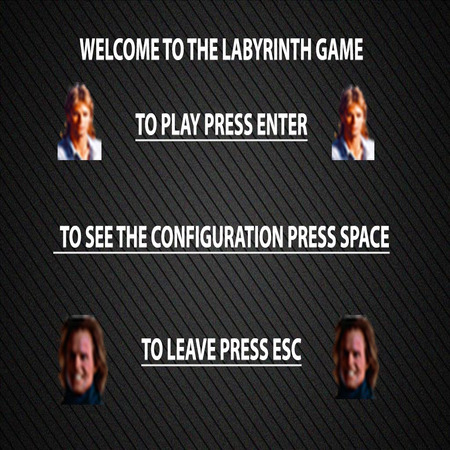 WELCOME TO THE LABYRINTH GAME
TO PLAY PRESS ENTER
TO SEE THE CONFIGURATION PRESS SPACE
TO LEAVE PRESS ESC